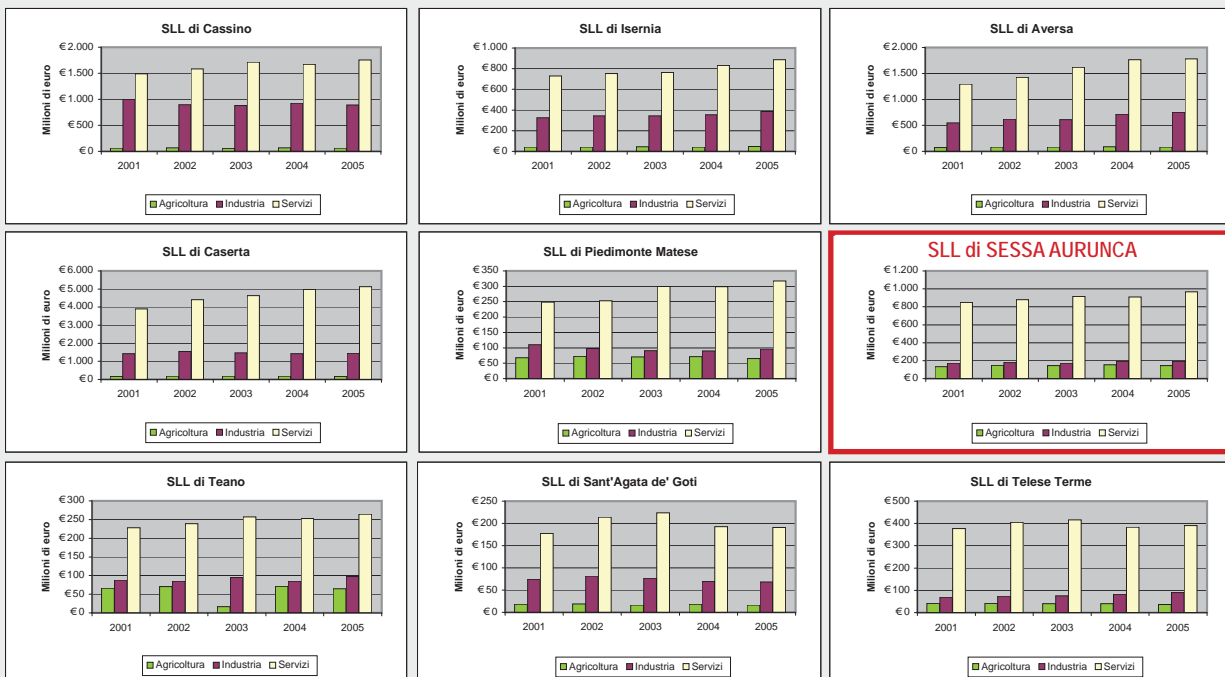 SLL di Cassino
Milioni di euro
€ 2.000
€ 1.500
€ 1.000
€ 500
€ 0
2001 2002 2003 2004 2005
Agricoltura Industria Servizi
SLL di Isernia
Milioni di euro
€ 1.000
€ 800
€ 600
€ 400
€ 200
€ 0
2001 2002 2003 2004 2005
Agricoltura Industria Servizi
SLL di Aversa
Milioni di euro
€ 2.000
€ 1.500
€ 1.000
€ 500
€ 0
2001 2002 2003 2004 2005
Agricoltura Industria Servizi
SLL di Caserta
Milioni di euro
€ 6.000
€ 5.000
€ 4.000
€ 3.000
€ 2.000
€ 1.000
€ 0
2001 2002 2003 2004 2005
Agricoltura Industria Servizi
SLL di Piedimonte Matese
Milioni di euro
€ 350
€ 300
€ 250
€ 200
€ 150
€ 100
€ 50
€ 0
2001 2002 2003 2004 2005
Agricoltura Industria Servizi
SLL di SESSA AURUNCA
Milioni di euro
€ 1.200
€ 1.000
€ 800
€ 600
€ 400
€ 200
€ 0
2001 2002 2003 2004 2005
Agricoltura Industria Servizi
SLL di Teano
Milioni di euro
€ 300
€ 250
€ 200
€ 150
€ 100
€ 50
€ 0
2001 2002 2003 2004 2005
Agricoltura Industria Servizi
SLL di Sant'Agata de' Goti
Milioni di euro
€ 250
€ 200
€ 150
€ 100
€ 50
€ 0
2001 2002 2003 2004 2005
Agricoltura Industria Servizi
SLL di Telese Terme
Milioni di euro
€ 500
€ 400
€ 300
€ 200
€ 100
€ 0
2001 2002 2003 2004 2005
Agricoltura Industria Servizi